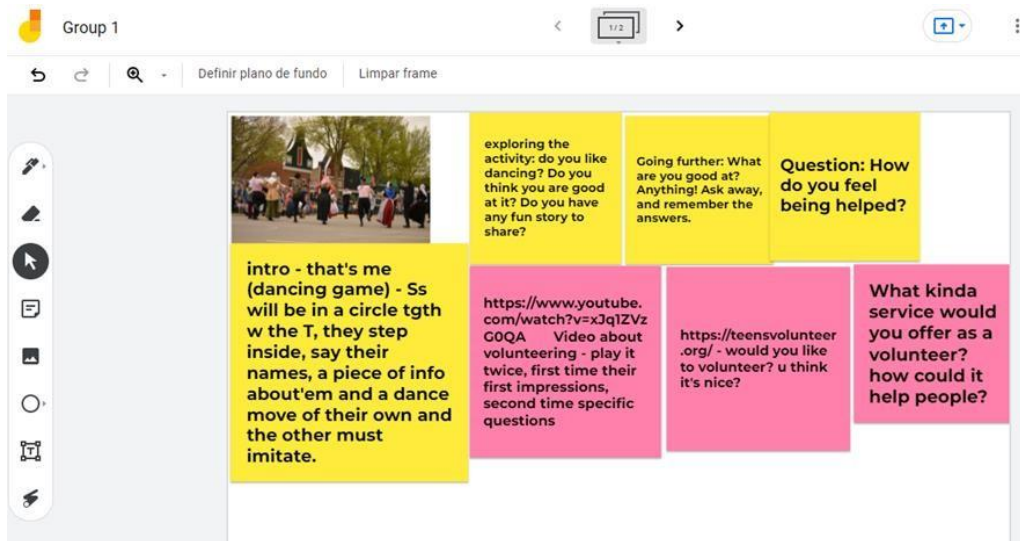 Group 1
1/2
Definir plano de fundo
Limpar frame
exploring the
activity: do you like
dancing? Do you
think you are good
at it? Do you have
any fun story to
share?
Going further: What
are you good at?
Anything! Ask away,
and remember the
answers.
Question: How
do you feel
being helped?
intro - that's me
(dancing game) - Ss
will be in a circle tgth
w the T, they step
inside, say their
names, a piece of info
about'em and a dance
move of their own and
the other must
imitate.
https://www.youtube.
com/watch?v=xJq1ZVz
G0QA Video about
volunteering - play it
twice, first time their
first impressions,
second time specific
questions
https://teensvolunteer
.org/ - would you like
to volunteer? u think
it's nice?
What kinda
service would
you offer as a
volunteer?
how could it
help people?